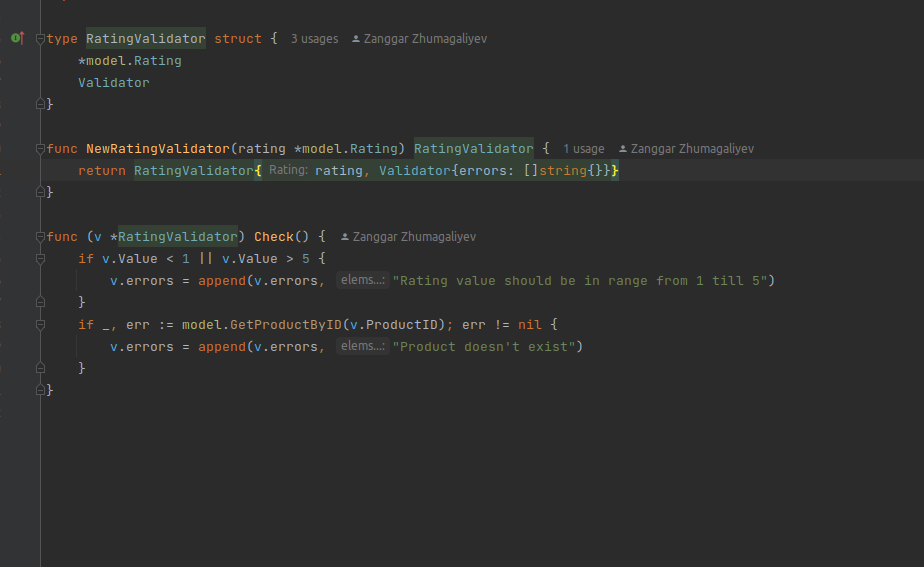 type RatingValidator struct { 3 usages Zanggar Zhumagaliyev
*model.Rating
Validator
}
func NewRatingValidator(rating *model.Rating) RatingValidator { 1 usage Zanggar Zhumagaliyev
return RatingValidator{ Rating: rating, Validator{errors: []string{}}}
}
func (v *RatingValidator) Check() { Zanggar Zhumagaliyev
if v.Value < 1 || v.Value > 5 {
v.errors = append(v.errors, elems...: "Rating value should be in range from 1 till 5")
}
if _, err := model.GetProductByID(v.ProductID); err != nil {
v.errors = append(v.errors, elems...: "Product doesn't exist")
}
}